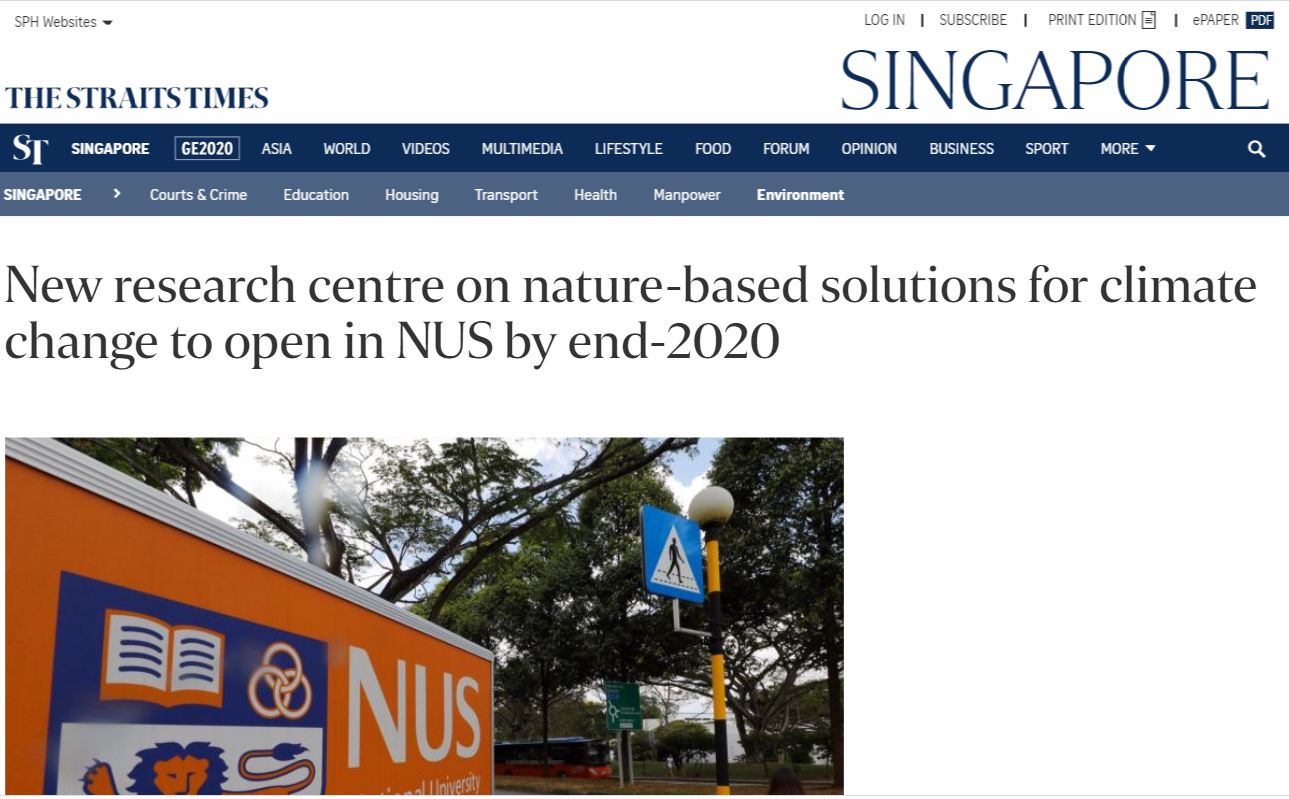 SPH Websites
LOG IN | SUBSCRIBE | PRINT EDITION | ePAPER PDF
SINGAPORE
THE STRAITS TIMES
ST SINGAPORE GE2020 ASIA WORLD VIDEOS MULTIMEDIA LIFESTYLE FOOD FORUM OPINION BUSINESS SPORT MORE
SINGAPORE > Courts & Crime Education Housing Transport Health Manpower Environment
New research centre on nature-based solutions for climate
change to open in NUS by end-2020
NUS
University